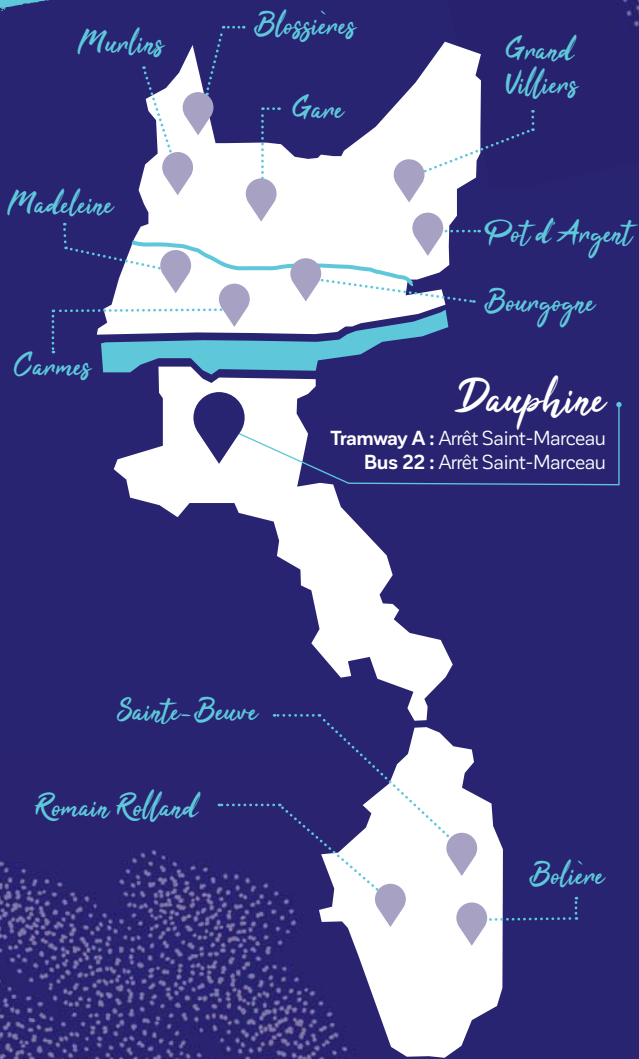 Blossières
Murlins
Grand
Villiers
Gare
Madeleine
Pot d'Argent
Bourgogne
Carmes
Dauphine
Tramway A : Arrêt Saint-Marceau
Bus 22 : Arrêt Saint-Marceau
Sainte-Beuve
Romain Rolland
Bolière